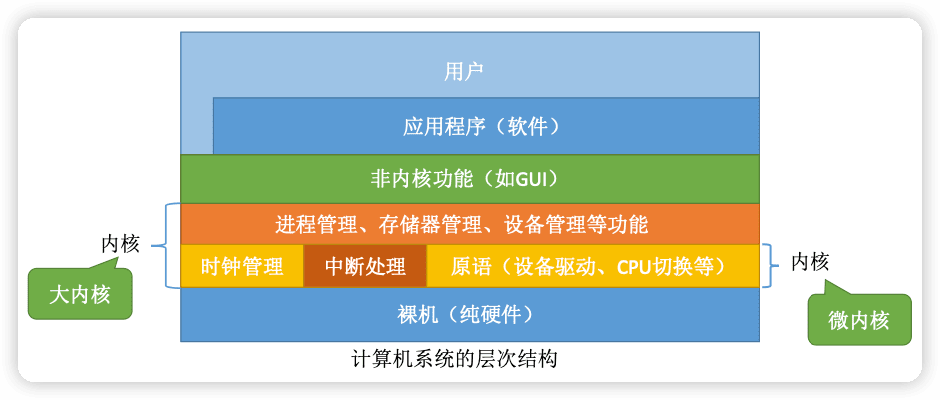 用户
应用程序（软件）
非内核功能（如GUI）
进程管理、存储器管理、设备管理等功能
内核
时钟管理
中断处理
原语（设备驱动、CPU切换等）
内核
大内核
裸机（纯硬件）
微内核
计算机系统的层次结构